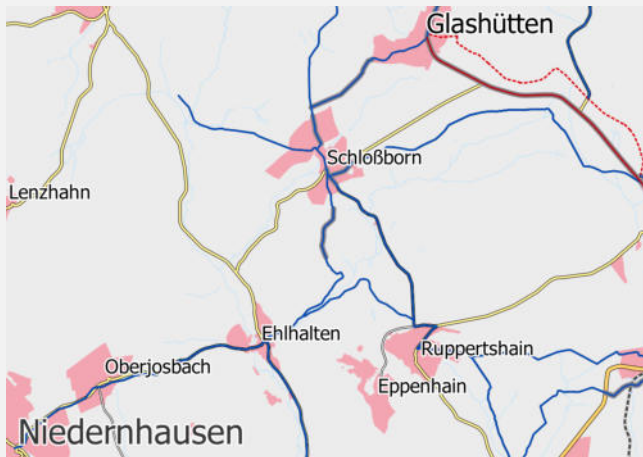 Glashütten
Schloßborn
Lenzhahn
Ehlhalten
Ruppertshain
Oberjosbach
Eppenhain
Niedernhausen